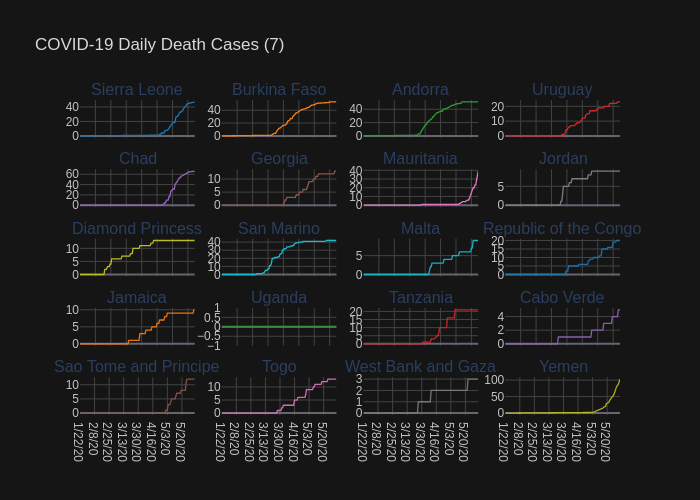 COVID-19 Daily Death Cases (7)
Sierra Leone Burkina Faso Andorra Uruguay
40 20 0 40 20 0 40 20 0 20 10 0
Chad Georgia Mauritania Jordan
60 40 20 0 10 5 0 40 30 20 10 0 5 0
Diamond Princess San Marino Malta Republic of the Congo
10 5 0 40 30 20 10 0 5 0 20 15 10 5 0
Jamaica Uganda Tanzania Cabo Verde
10 5 0 1 0.5 0 −0.5 −1 20 15 10 5 0 4 2 0
Sao Tome and Principe Togo West Bank and Gaza Yemen
10 5 0 10 5 0 3 2 1 0 100 50 0
1/22/20 2/8/20 2/25/20 3/13/20 3/30/20 4/16/20 5/3/20 5/20/20 1/22/20 2/8/20 2/25/20 3/13/20 3/30/20 4/16/20 5/3/20 5/20/20 1/22/20 2/8/20 2/25/20 3/13/20 3/30/20 4/16/20 5/3/20 5/20/20 1/22/20 2/8/20 2/25/20 3/13/20 3/30/20 4/16/20 5/3/20 5/20/20